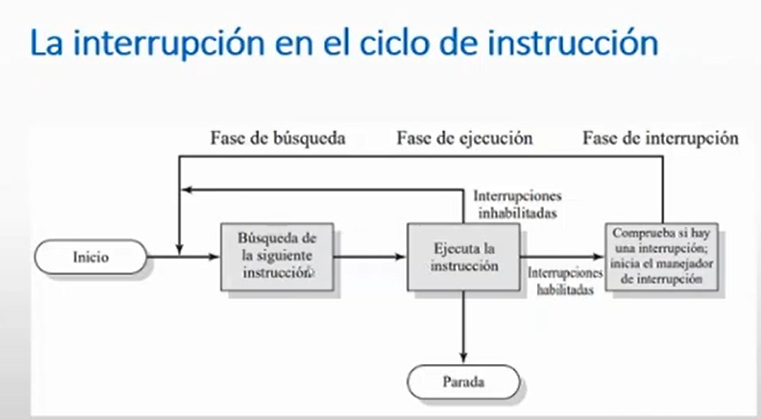 La interrupción en el ciclo de instrucción
Fase de búsqueda
Fase de ejecución
Fase de interrupción
Interrupciones
inhabilitadas
Inicio
Búsqueda de
la siguiente
instrucción
Ejecuta la
instrucción
Interrupciones
habilitadas
Comprueba si hay
una interrupción;
inicia el manejador
de interrupción
Parada